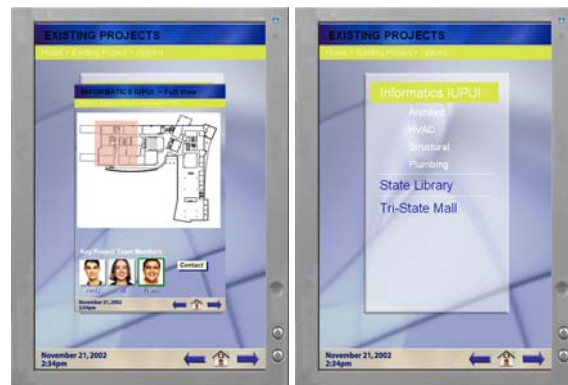 EXISTING PROJECTS
Home > Existing Project > Options
INFORMATICS IUPUI - Full View
Key Project Team Members
Contact
November 21, 2002
2:34pm
November 21, 2002
2:34pm
EXISTING PROJECTS
Home > Existing Project > Options
Informatics IUPUI
Architect
HVAC
Structural
Plumbing
State Library
Tri-State Mall
November 21, 2002
2:34pm